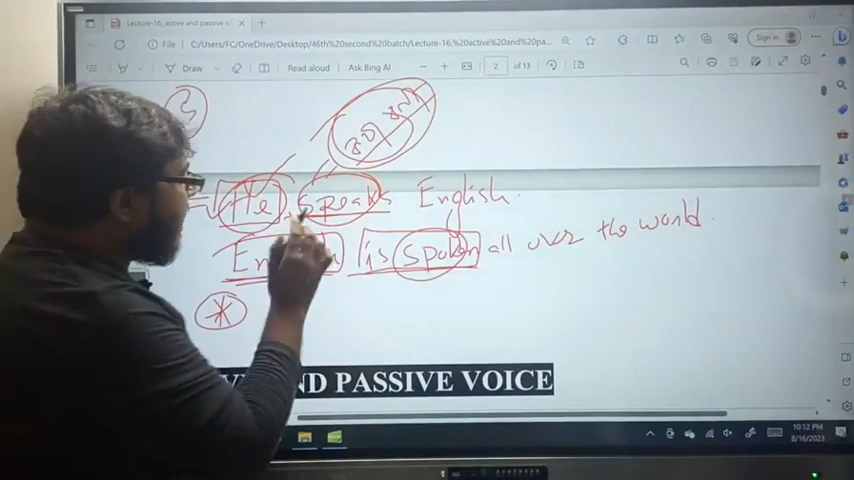 Lecture-16, active and passive v
File C:/Users/FC/OneDrive/Desktop/46th%20second%20batch/Lecture-16,%20active%20and%20pa...
Sign in
Draw Read aloud Ask Bing AI 2 of 13
He Speaks English.
is spoken all over the world.
*
ND PASSIVE VOICE
10:12 PM
8/16/2023